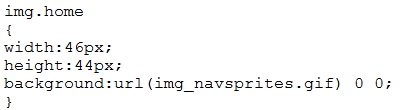 img.home
{
width:46px;
height:44px;
background:url(img_navsprites.gif) 0 0;
}